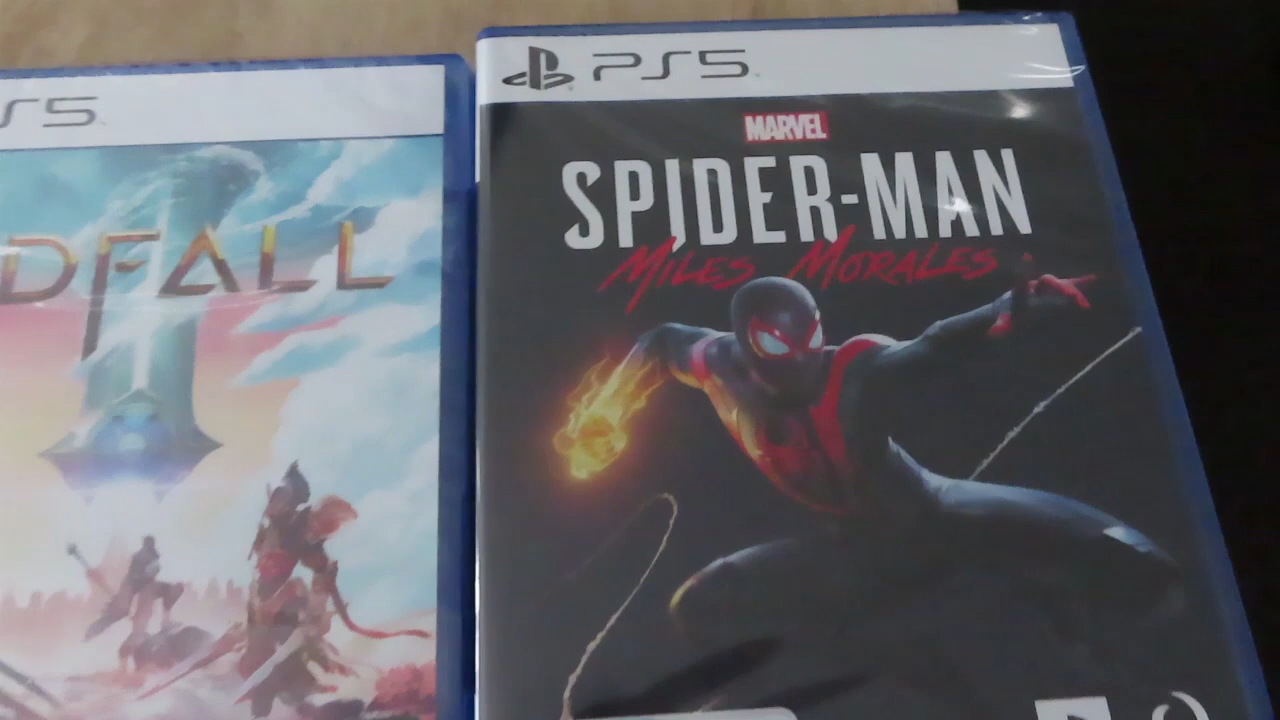 S5
DFALL
PS5
MARVEL
SPIDER-MAN
MILES MORALES